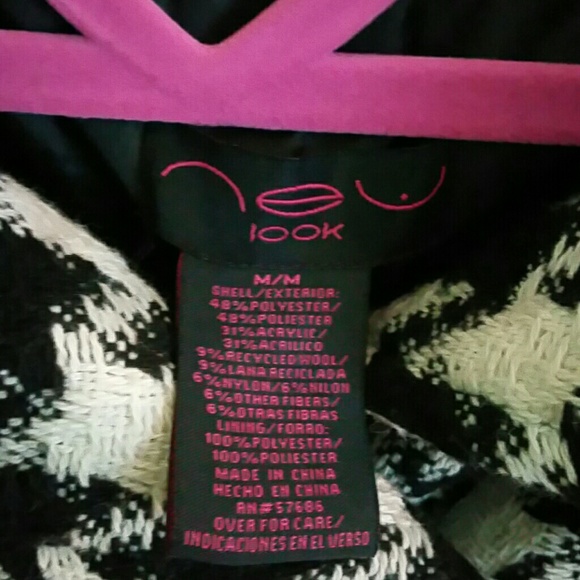 new
look
M/M
SHELL/EXTERIOR:
48%POLYESTER/
48%POLIESTER
31%ACRYLIC/
31%ACRILICO
9%RECYCLED WOOL/
9%LANA RECICLADA
6%NYLON/6%NILON
6%OTHER FIBERS/
6%OTRAS FIBRAS
LINING/FORRO:
100%POLYESTER/
100%POLIESTER
MADE IN CHINA
HECHO EN CHINA
RN#57686
OVER FOR CARE/
INDICACIONES EN EL VERSO